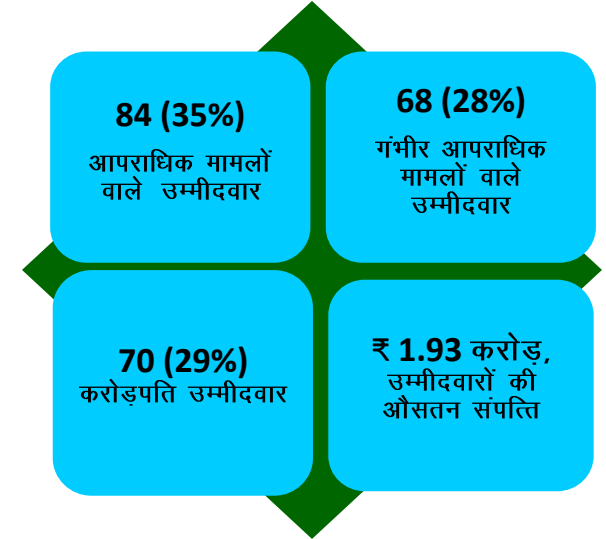 84 (35%)
आपराधिक मामलों
वाले उम्मीदवार
68 (28%)
गंभीर आपराधिक
मामलों वाले
उम्मीदवार
70 (29%)
करोड़पति उम्मीदवार
₹ 1.93 करोड़,
उम्मीदवारों की
औसतन संपत्ति